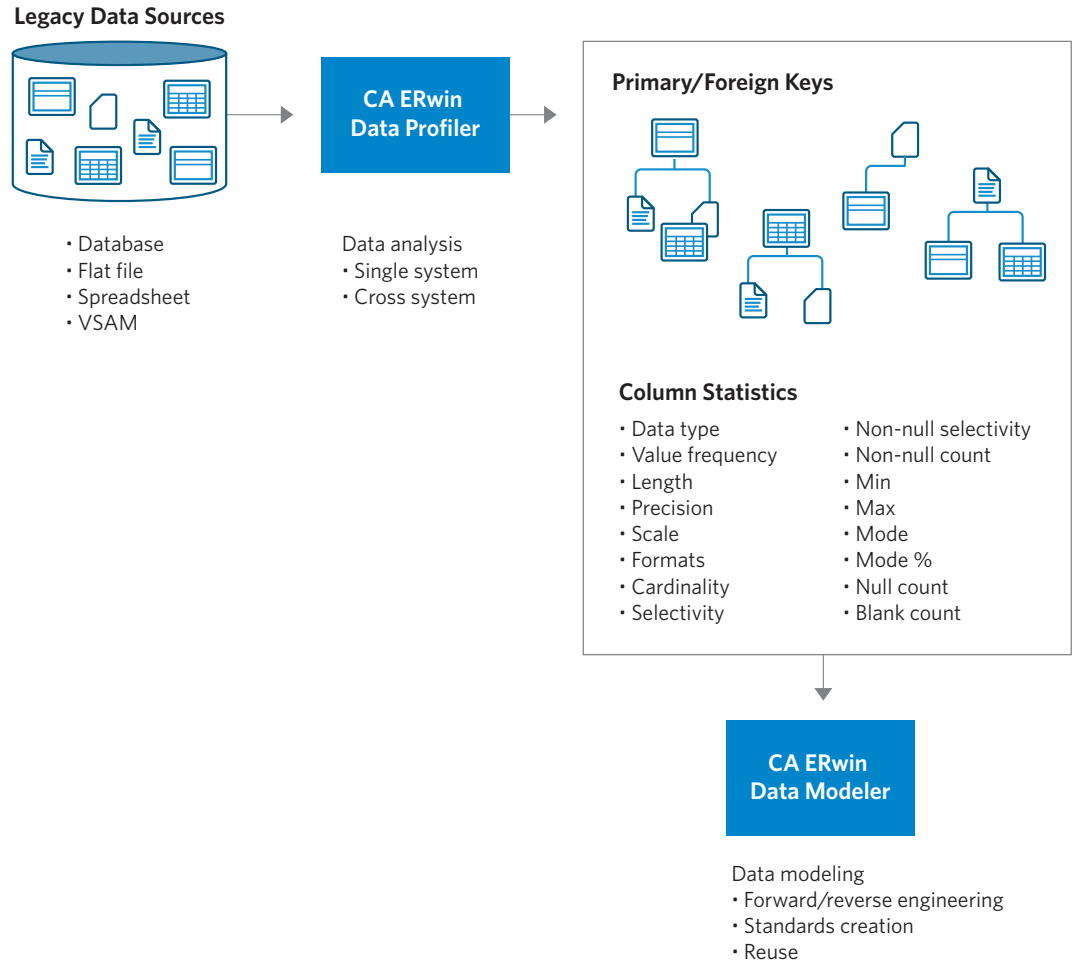 Legacy Data Sources
CA ERwin
Data Profiler
• Database
• Flat file
• Spreadsheet
• VSAM
Data analysis
• Single system
• Cross system
Primary/Foreign Keys
Column Statistics
• Data type
• Value frequency
• Length
• Precision
• Scale
• Formats
• Cardinality
• Selectivity
• Non-null selectivity
• Non-null count
• Min
• Max
• Mode
• Mode %
• Null count
• Blank count
CA ERwin
Data Modeler
Data modeling
• Forward/reverse engineering
• Standards creation
• Reuse